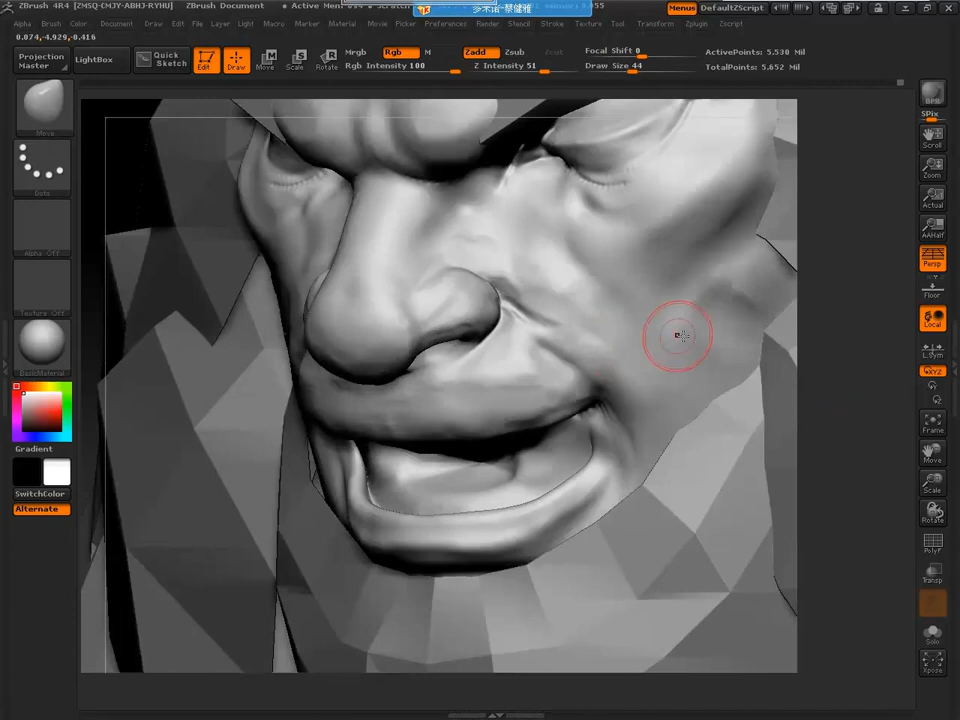 ZBrush 4R4 [ZMSQ-CMJY-ABHJ-RYHU]
ZBrush Document
Menus
DefaultZScript
Alpha Brush Color Document Draw Edit File Layer Light Macro Marker Material Movie Picker Preferences Render Stencil Stroke Texture Tool Transform Zplugin Zscript
0.074,-4.929,-0.416
Projection Master
LightBox
Quick Sketch
Edit
Draw
Move
Scale
Rotate
Mrgb
Rgb
M
Rgb Intensity 100
Zadd
Zsub
Zcut
Z Intensity 51
Focal Shift 0
Draw Size 44
ActivePoints: 5.530 Mil
TotalPoints: 5.652 Mil
Move
Dots
Alpha Off
Texture Off
BasicMaterial
Gradient
SwitchColor
Alternate
BPR
SPix
Scroll
Zoom
Actual
AAHalf
Persp
Floor
Local
L.Sym
XYZ
Frame
Move
Scale
Rotate
PolyF
Transp
Solo
Xpose